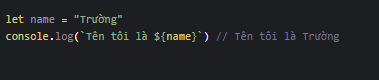 let name = "Trường"
console.log(`Tên tôi là ${name}`) // Tên tôi là Trường